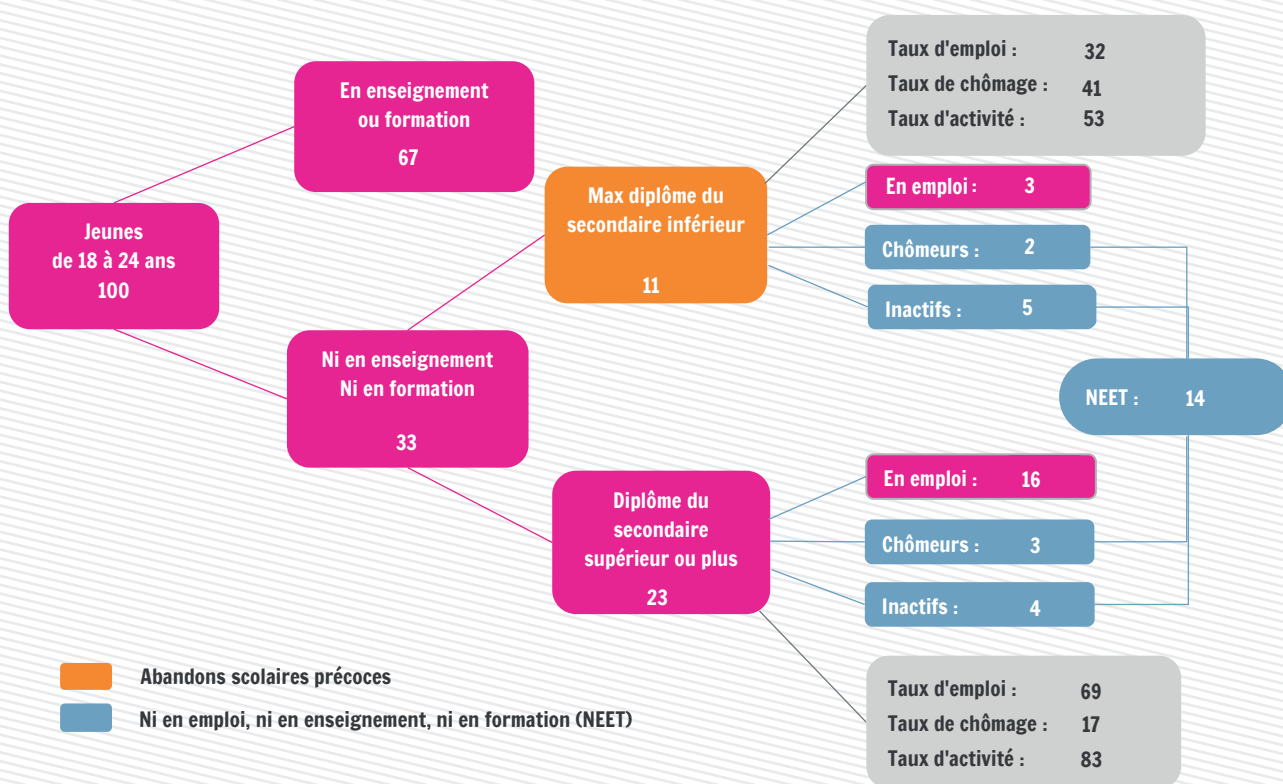 Jeunes
de 18 à 24 ans
100
En enseignement
ou formation
67
Ni en enseignement
Ni en formation
33
Max diplôme du
secondaire inférieur
11
Diplôme du
secondaire
supérieur ou plus
23
Taux d'emploi : 32
Taux de chômage : 41
Taux d'activité : 53
En emploi : 3
Chômeurs : 2
Inactifs : 5
NEET : 14
En emploi : 16
Chômeurs : 3
Inactifs : 4
Taux d'emploi : 69
Taux de chômage : 17
Taux d'activité : 83
Abandons scolaires précoces
Ni en emploi, ni en enseignement, ni en formation (NEET)